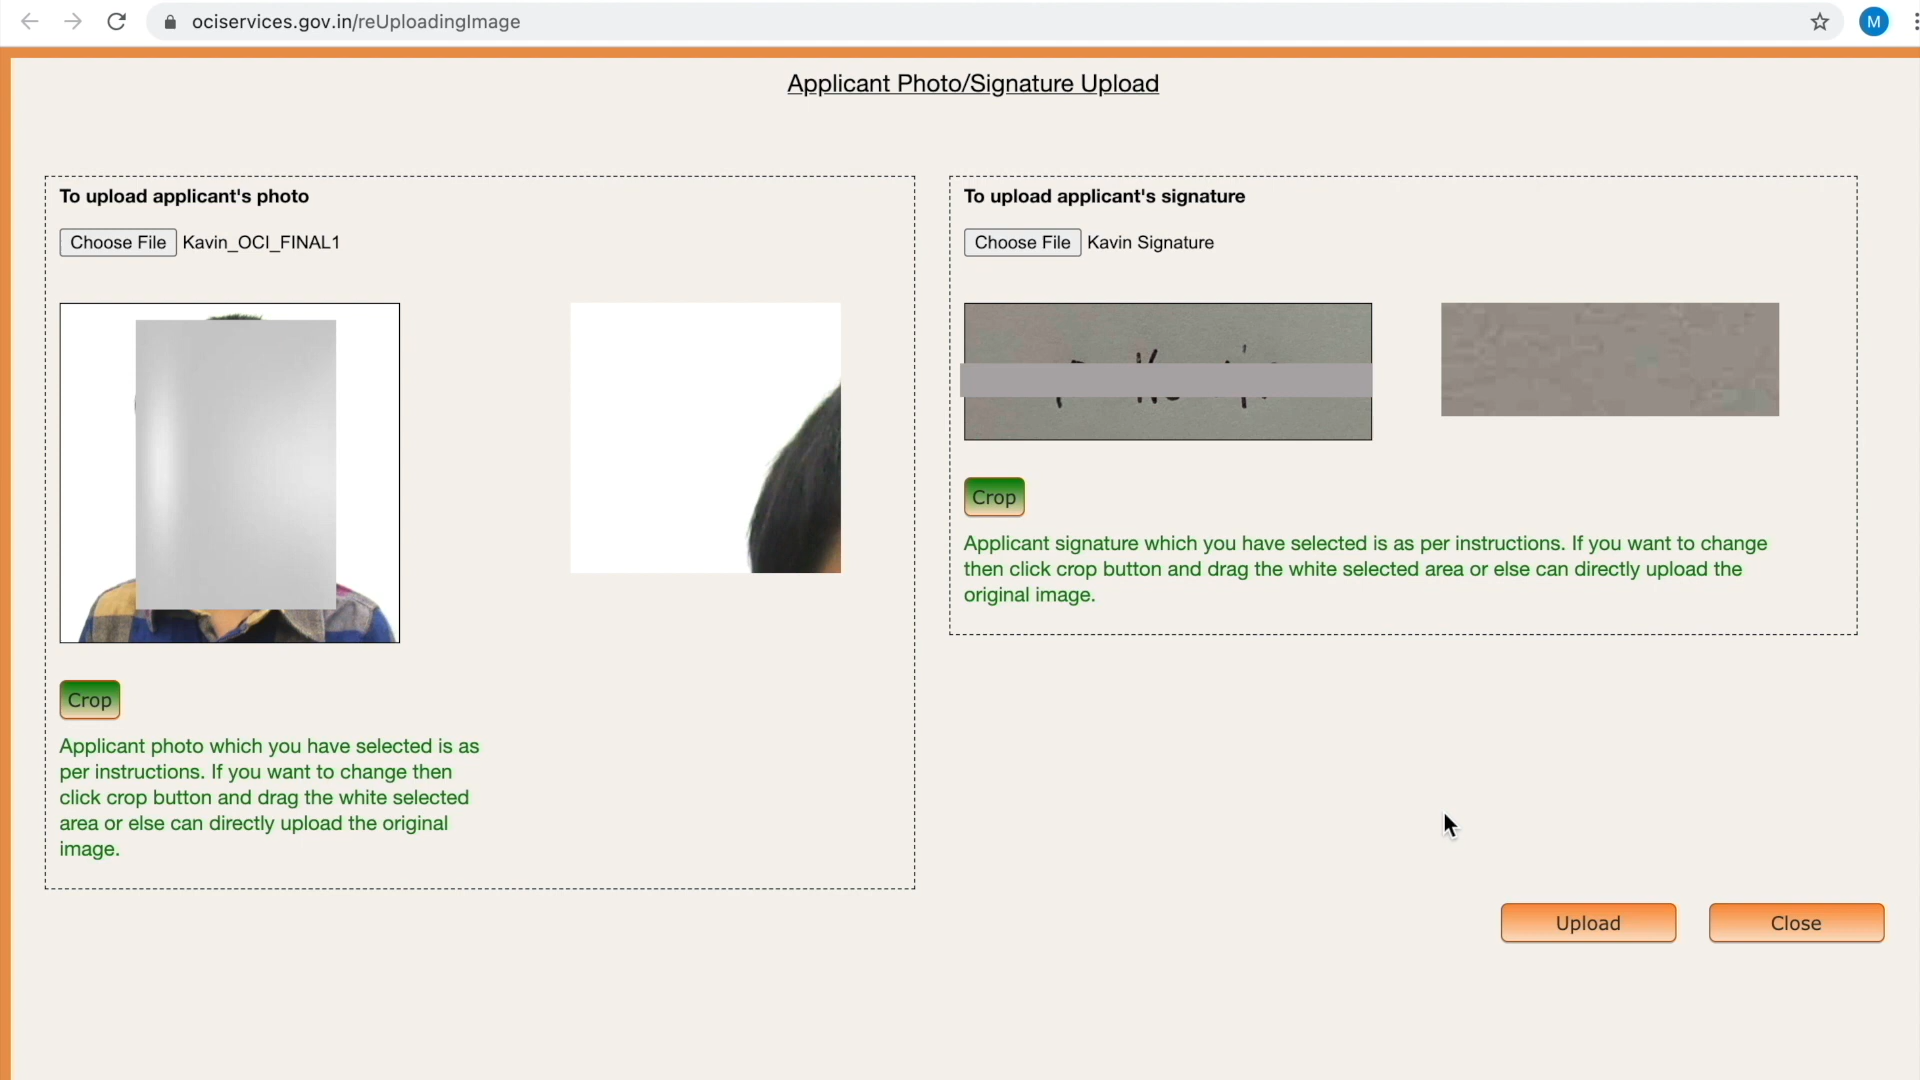 ociservices.gov.in/reUploadingImage
M
Applicant Photo/Signature Upload
To upload applicant's photo
Choose File Kavin_OCI_FINAL1
Crop
Applicant photo which you have selected is as
per instructions. If you want to change then
click crop button and drag the white selected
area or else can directly upload the original
image.
To upload applicant's signature
Choose File Kavin Signature
Crop
Applicant signature which you have selected is as per instructions. If you want to change
then click crop button and drag the white selected area or else can directly upload the
original image.
Upload
Close